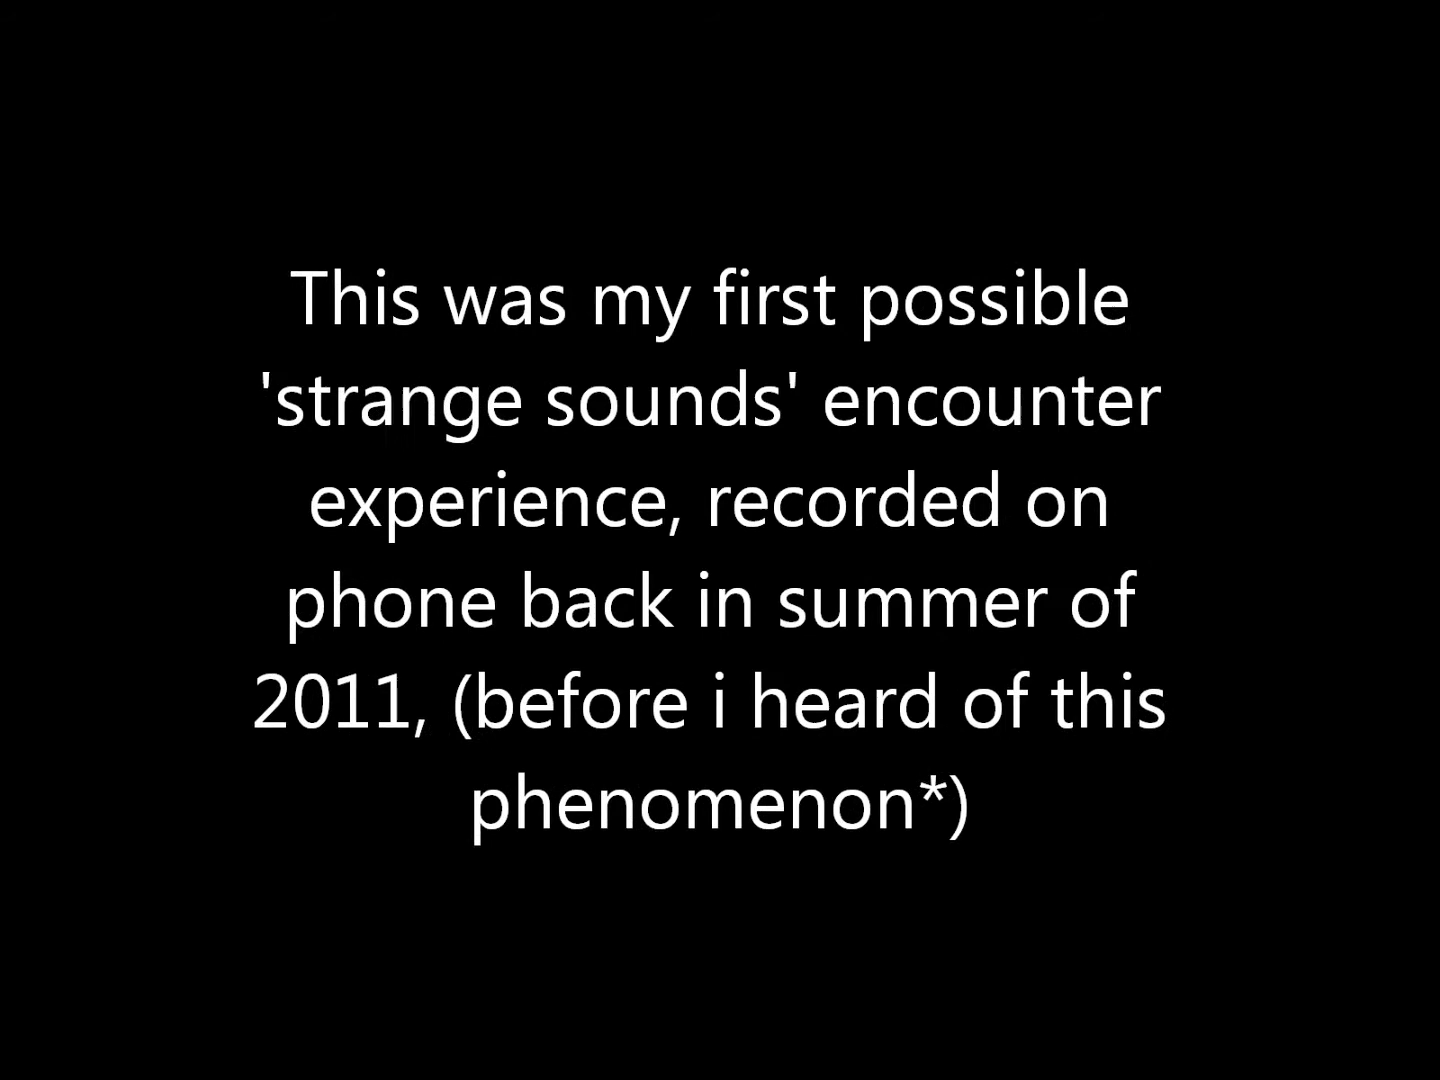 This was my first possible
'strange sounds' encounter
experience, recorded on
phone back in summer of
2011, (before i heard of this
phenomenon*)